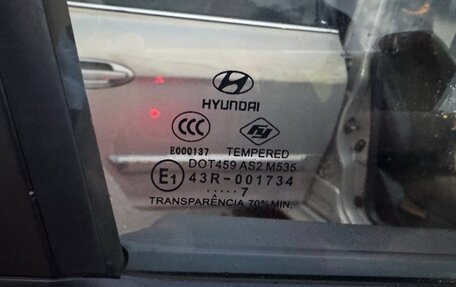 HYUNDAI
CCC
E000137 TEMPERED
DOT459 AS2 M535
E1 43R-001734
..... 7
TRANSPARÊNCIA 70% MIN.